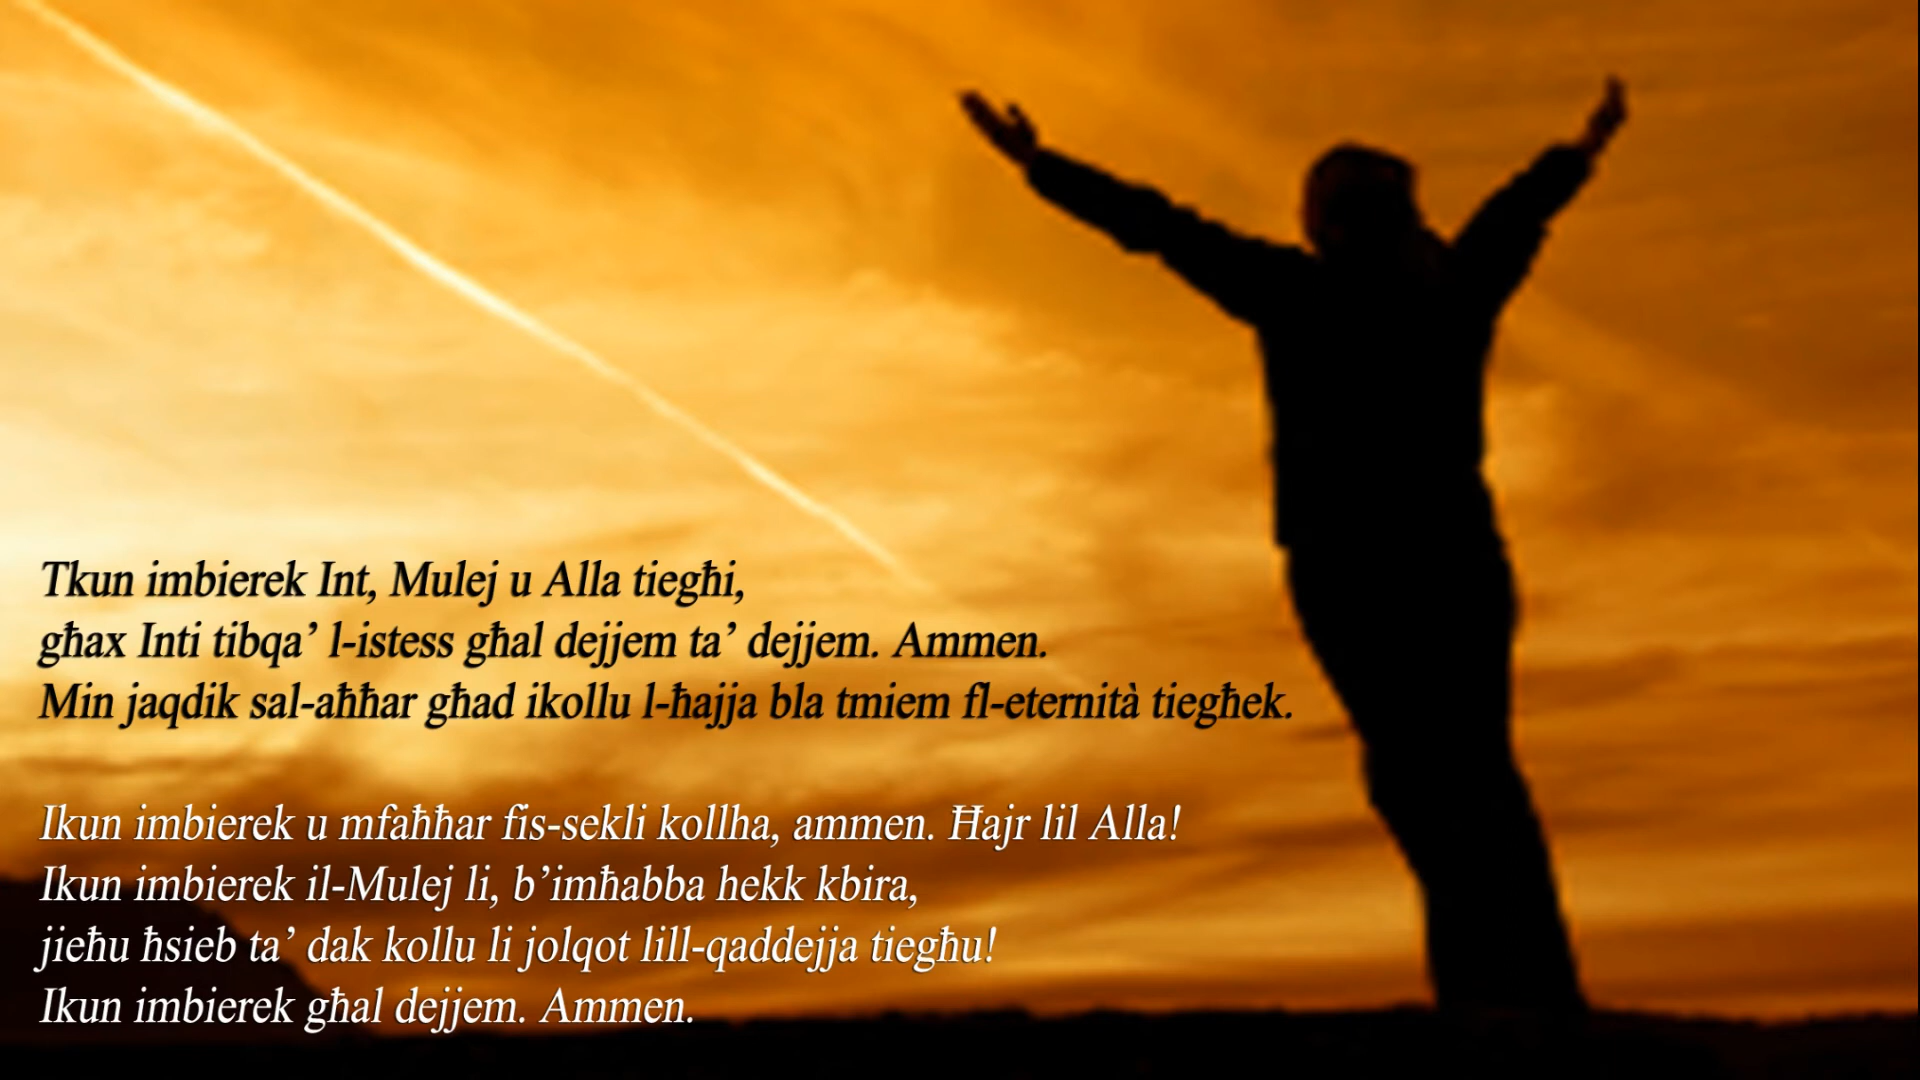 Tkun imbierek Int, Mulej u Alla tiegħi,
għax Inti tibqa’ l-istess għal dejjem ta’ dejjem. Ammen.
Min jaqdik sal-aħħar għad ikollu l-ħajja bla tmiem fl-eternità tiegħek.
Ikun imbierek u mfaħħar fis-sekli kollha, ammen. Ħajr lil Alla!
Ikun imbierek il-Mulej li, b’imħabba hekk kbira,
jieħu ħsieb ta’ dak kollu li jolqot lill-qaddejja tiegħu!
Ikun imbierek għal dejjem. Ammen.